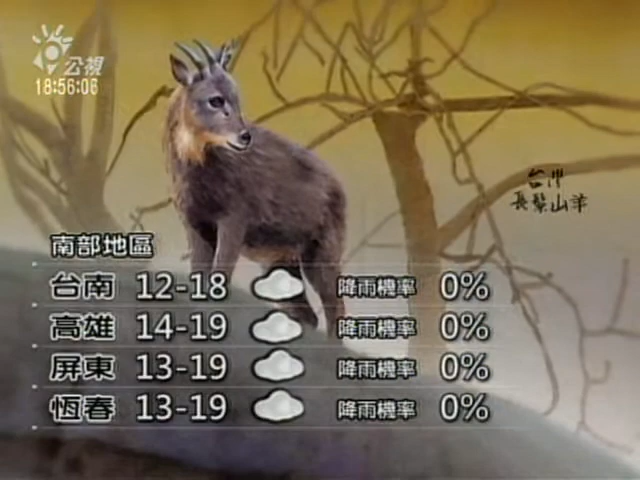 公視
18:56:06
台灣
長鬃山羊
南部地區
台南 12-18 降雨機率 0%
高雄 14-19 降雨機率 0%
屏東 13-19 降雨機率 0%
恆春 13-19 降雨機率 0%